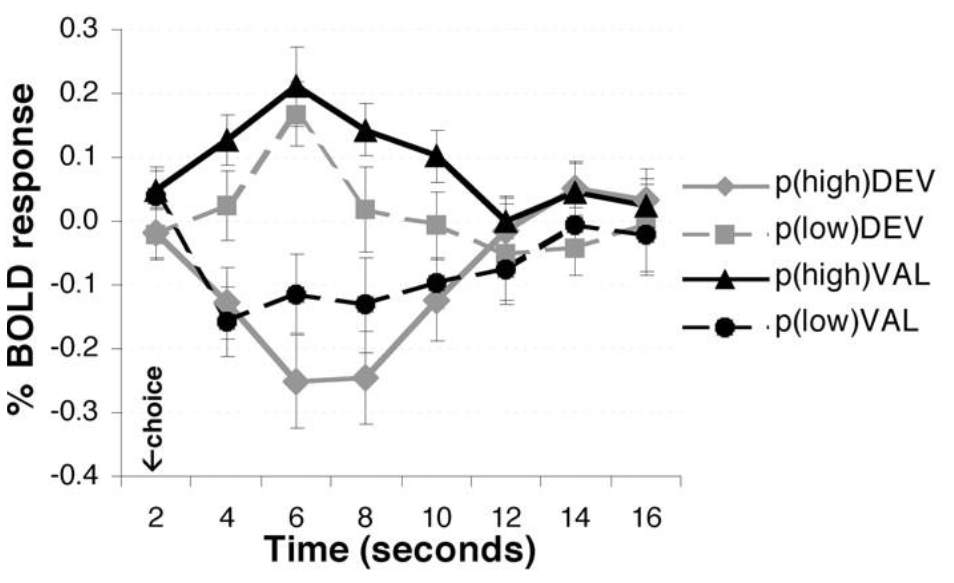 % BOLD response
0.3
0.2
0.1
0.0
-0.1
-0.2
-0.3
-0.4
←choice
2 4 6 8 10 12 14 16
Time (seconds)
p(high)DEV
p(low)DEV
p(high)VAL
p(low)VAL